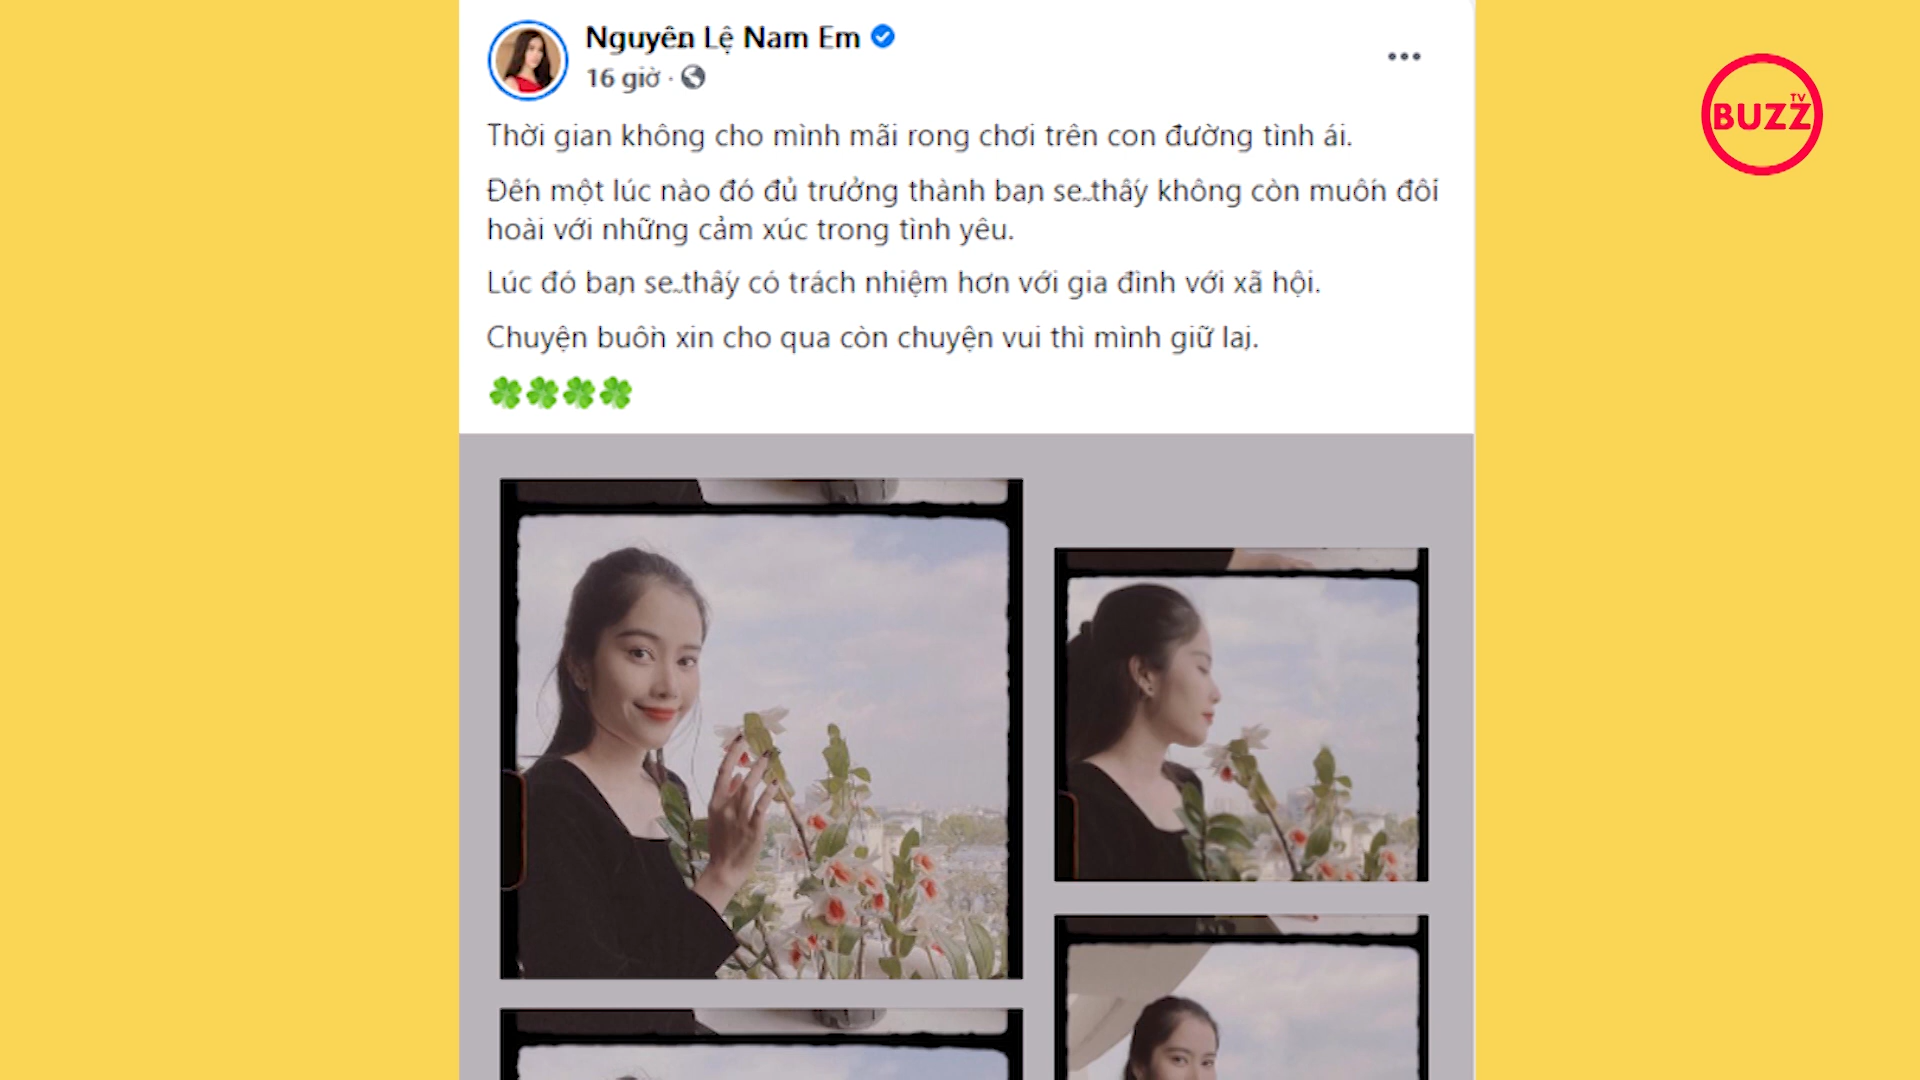 Nguyễn Lệ Nam Em
16 giờ ·
TV
BUZZ
Thời gian không cho mình mãi rong chơi trên con đường tình ái.
Đến một lúc nào đó đủ trưởng thành bạn sẽ thấy không còn muốn đổi
hoài với những cảm xúc trong tình yêu.
Lúc đó bạn sẽ thấy có trách nhiệm hơn với gia đình với xã hội.
Chuyện buồn xin cho qua còn chuyện vui thì mình giữ lại.
🍀🍀🍀🍀